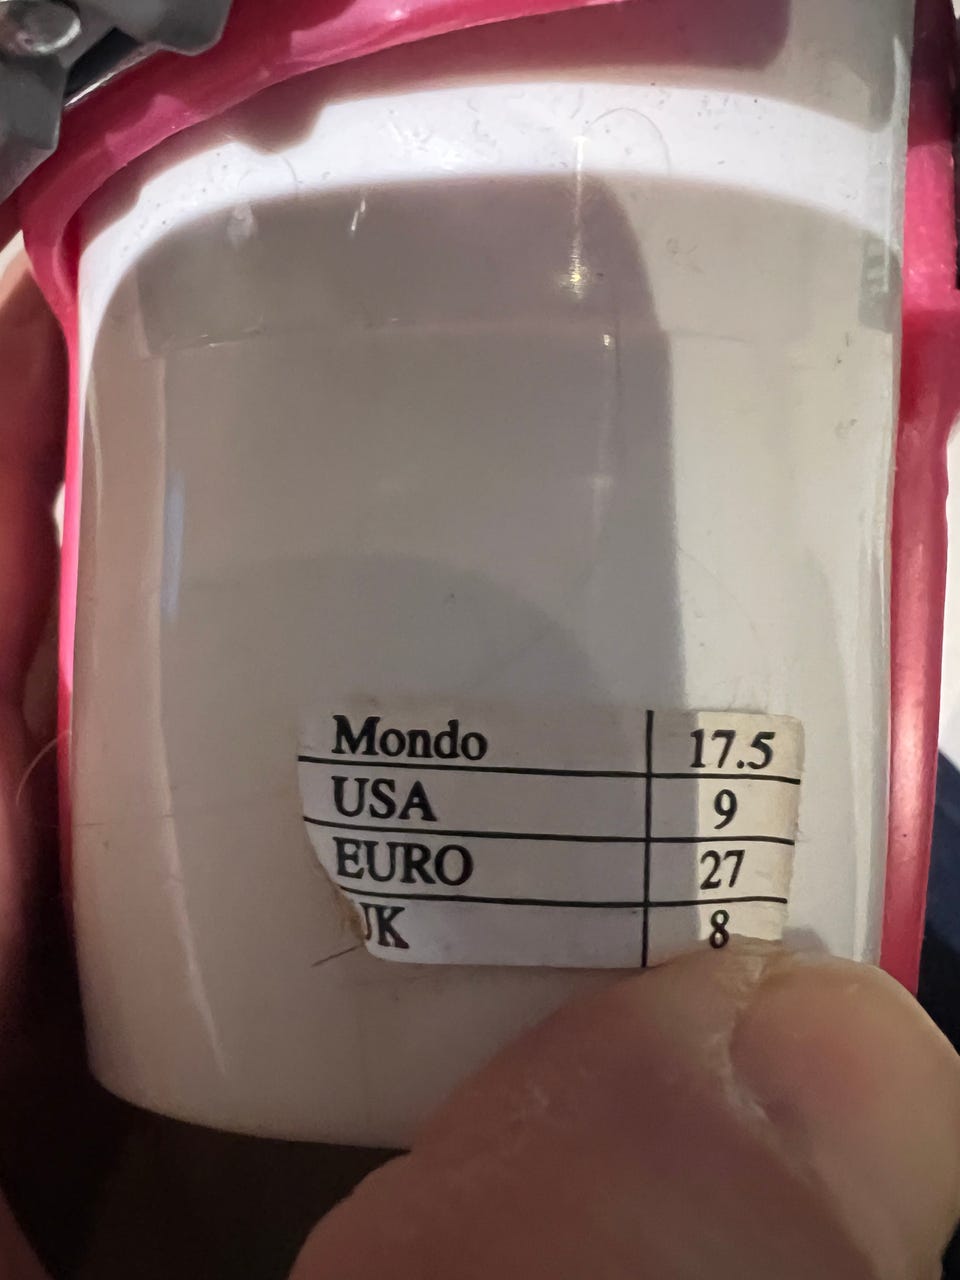 Mondo 17.5
USA 9
EURO 27
UK 8